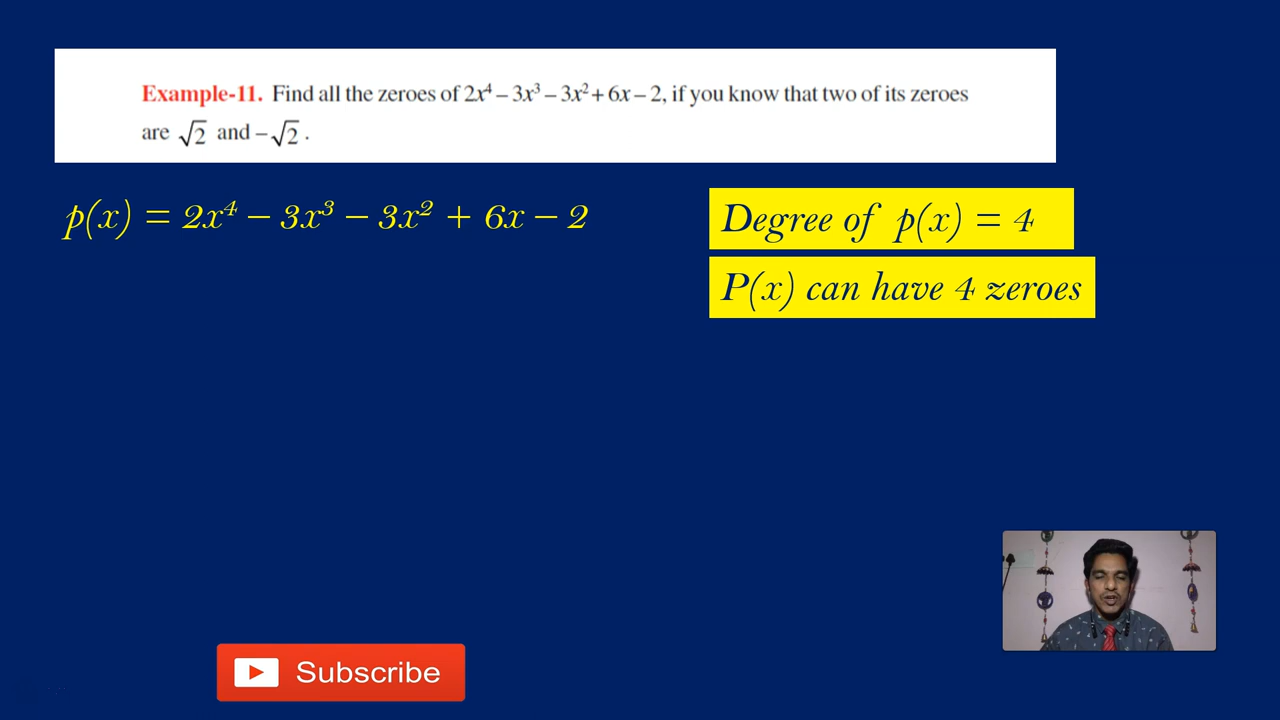 Example-11. Find all the zeroes of 2x⁴ – 3x³ – 3x² + 6x – 2, if you know that two of its zeroes
are √2 and –√2 .
p(x) = 2x⁴ – 3x³ – 3x² + 6x – 2
Degree of p(x) = 4
P(x) can have 4 zeroes
Subscribe